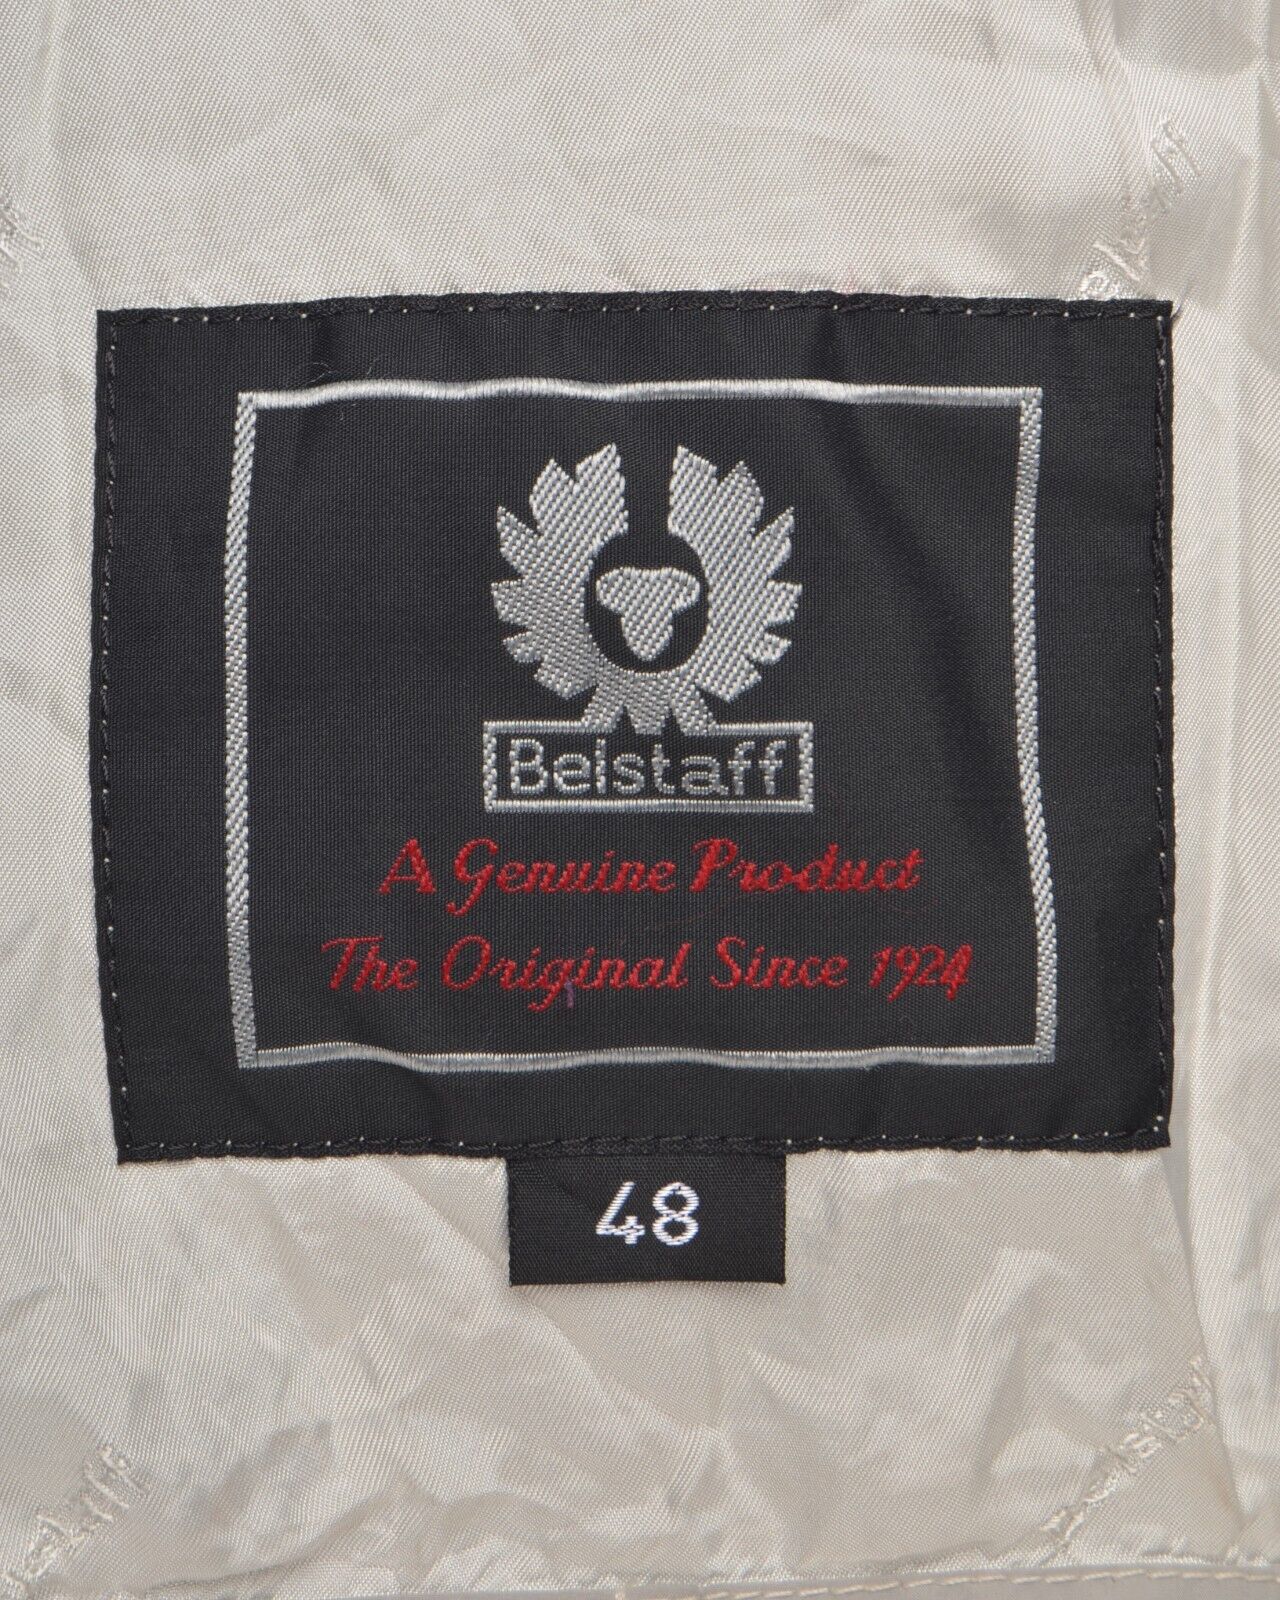 Belstaff
A Genuine Product
The Original Since 1924
48